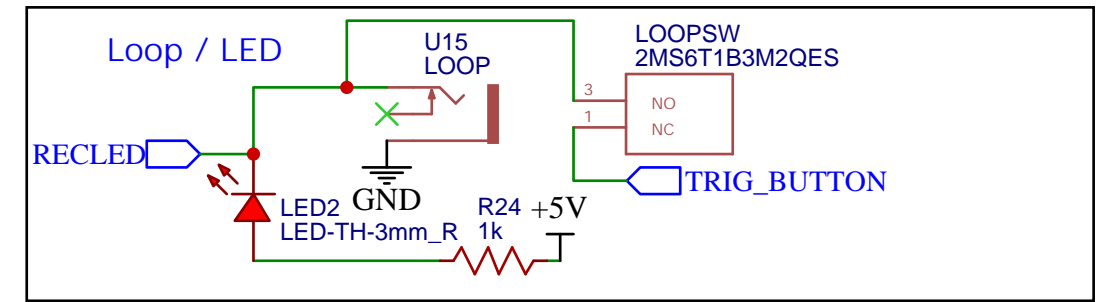 Loop / LED
U15
LOOP
LOOPSW
2MS6T1B3M2QES
3
NO
1
NC
RECLED
TRIG_BUTTON
GND
LED2
LED-TH-3mm_R
R24
1k
+5V